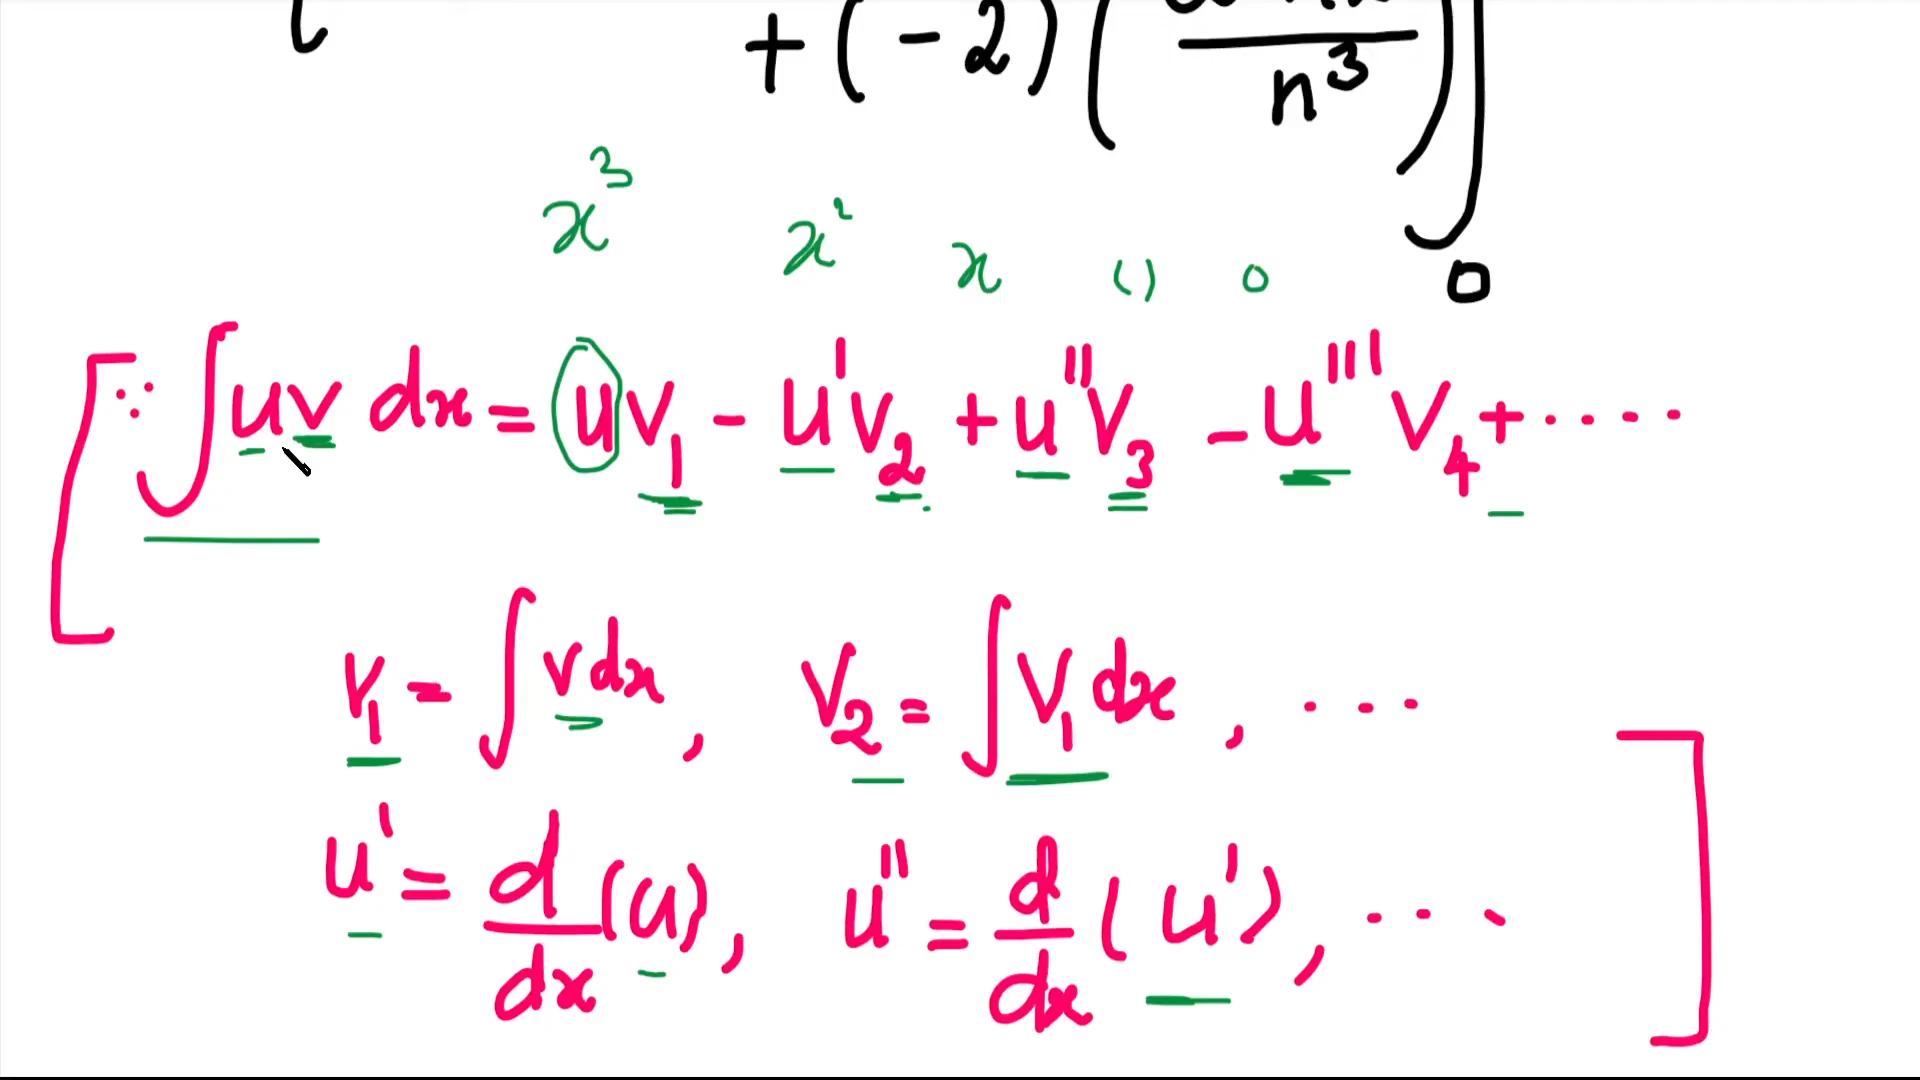 + (-2) ( n³ ) ] 0
x³ x² x ( ) 0
[∵ ∫ uv dx = uv₁ - u'v₂ + u''v₃ - u'''v₄ + ....
v₁ = ∫ v dx , v₂ = ∫ v₁ dx , ...
u' = d/dx (u), u'' = d/dx (u'), ... ]